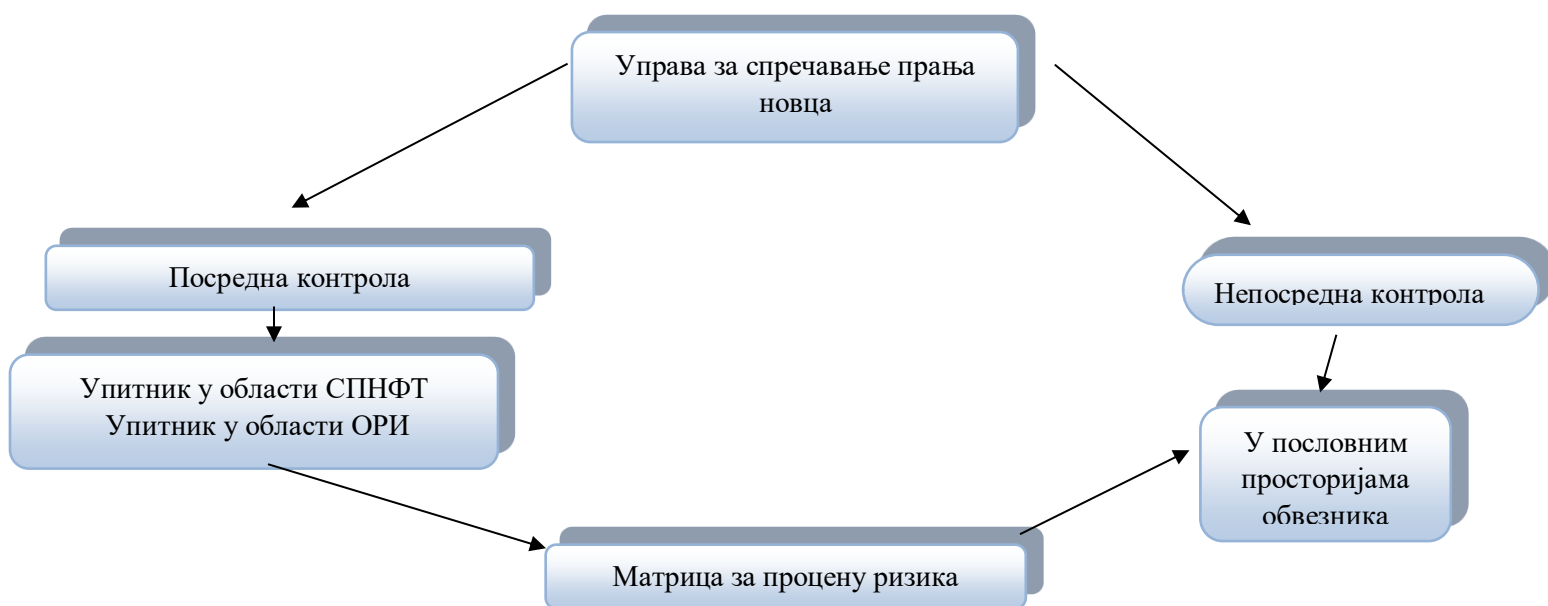 Управа за спречавање прања
новца
Посредна контрола
Непосредна контрола
Упитник у области СПНФТ
Упитник у области ОРИ
У пословним
просторијама
обвезника
Матрица за процену ризика